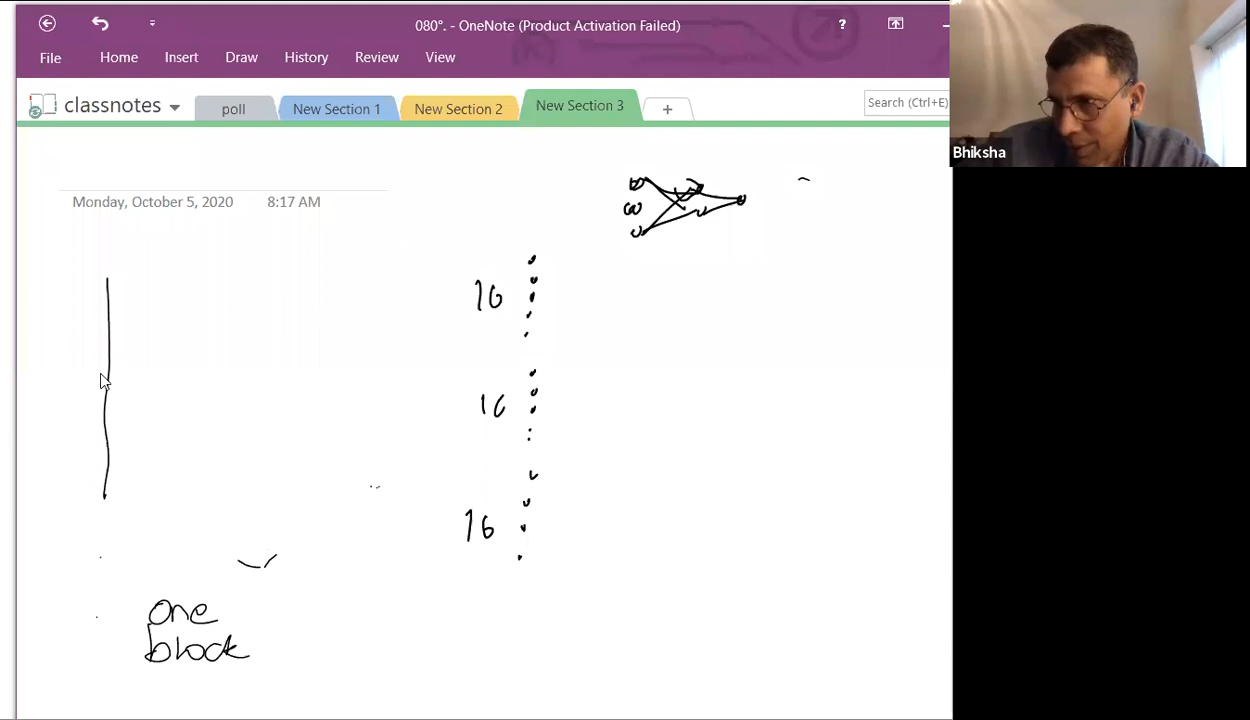 080°. - OneNote (Product Activation Failed)
?
File Home Insert Draw History Review View
classnotes
poll
New Section 1
New Section 2
New Section 3
+
Search (Ctrl+E)
Bhiksha
Monday, October 5, 2020 8:17 AM
16
16
16
one
block